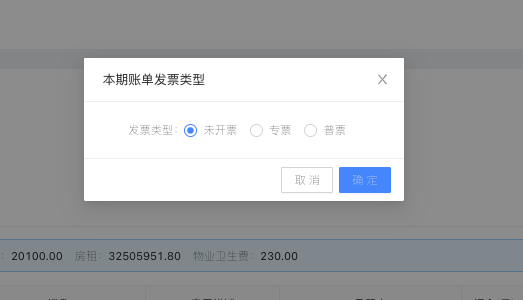 本期账单发票类型
发票类型: 未开票 专票 普票
取 消 确 定
: 20100.00 房租: 32505951.80 物业卫生费: 230.00